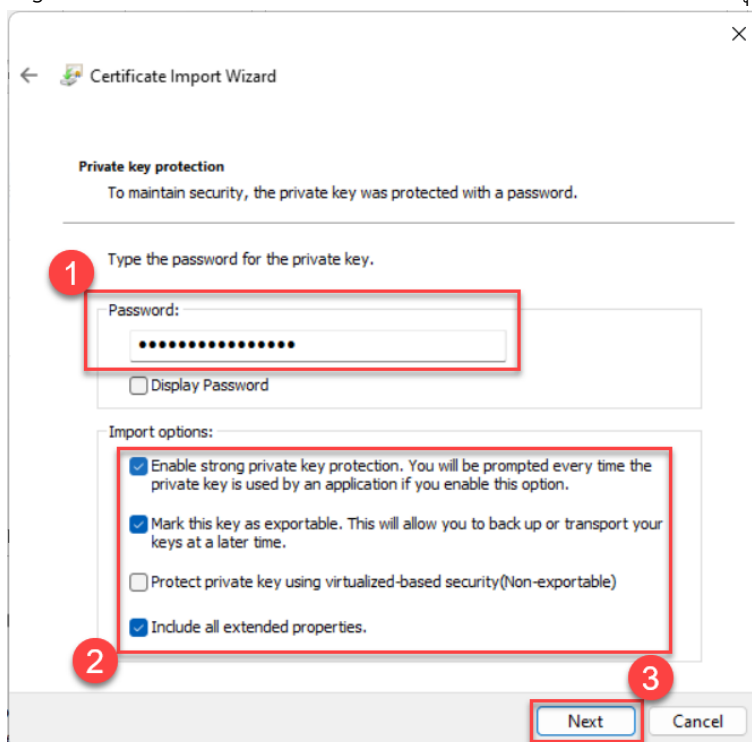 Certificate Import Wizard
Private key protection
To maintain security, the private key was protected with a password.
Type the password for the private key.
1
Password:
••••••••••••••••
Display Password
Import options:
Enable strong private key protection. You will be prompted every time the
private key is used by an application if you enable this option.
Mark this key as exportable. This will allow you to back up or transport your
keys at a later time.
Protect private key using virtualized-based security(Non-exportable)
Include all extended properties.
2
3
Next
Cancel